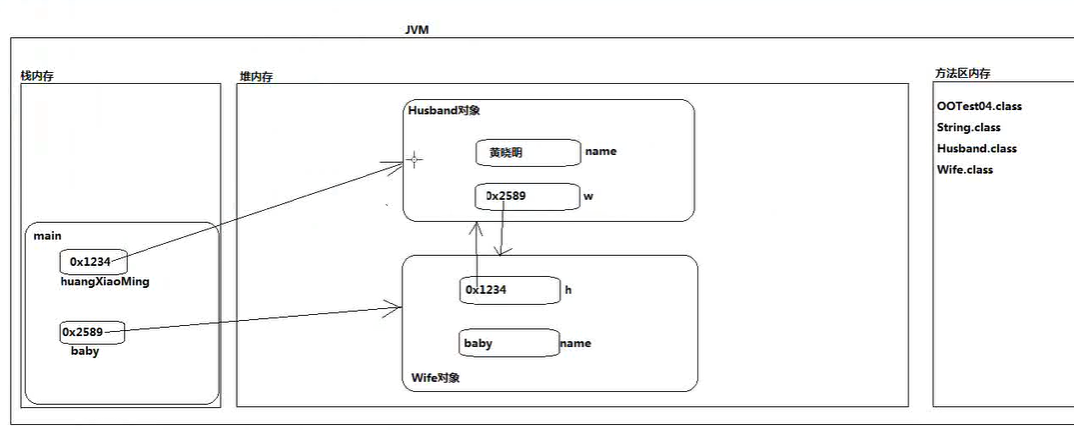 JVM
栈内存
堆内存
方法区内存
OOTest04.class
String.class
Husband.class
Wife.class
Husband对象
黄晓明
name
0x2589
w
main
0x1234
huangXiaoMing
0x2589
baby
0x1234
h
baby
name
Wife对象